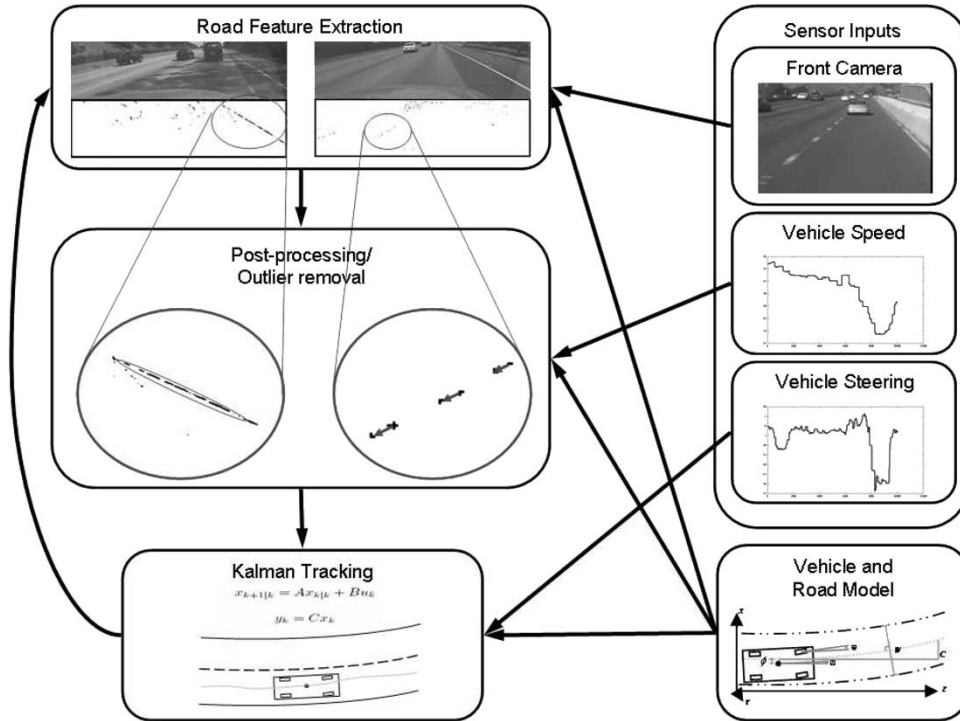 Road Feature Extraction
Post-processing/
Outlier removal
Kalman Tracking
x_{k+1|k} = Ax_{k|k} + Bu_k
y_k = Cx_k
Sensor Inputs
Front Camera
Vehicle Speed
Vehicle Steering
Vehicle and
Road Model
x
ϕ
W
C
r
z